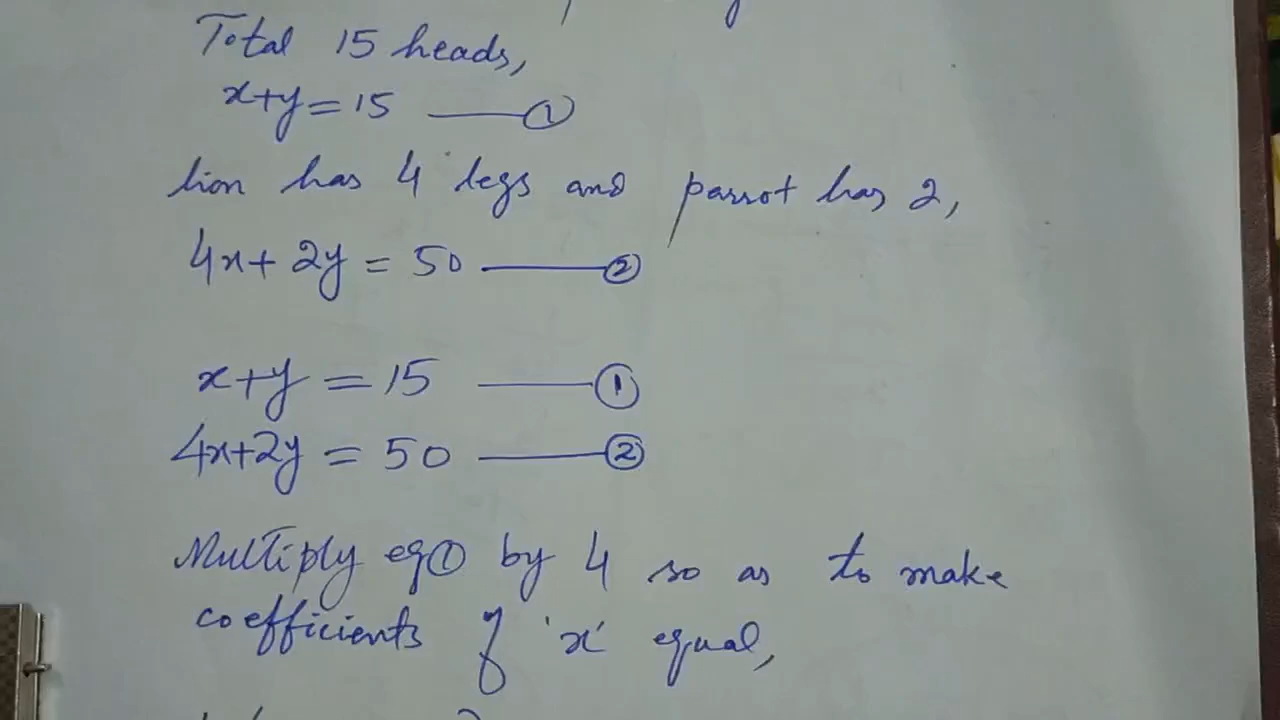 Total 15 heads,
x+y=15 —— ①
lion has 4 legs and parrot has 2,
4x+2y = 50 —— ②
x+y = 15 —— ①
4x+2y = 50 —— ②
Multiply eq① by 4 so as to make
coefficients of 'x' equal,